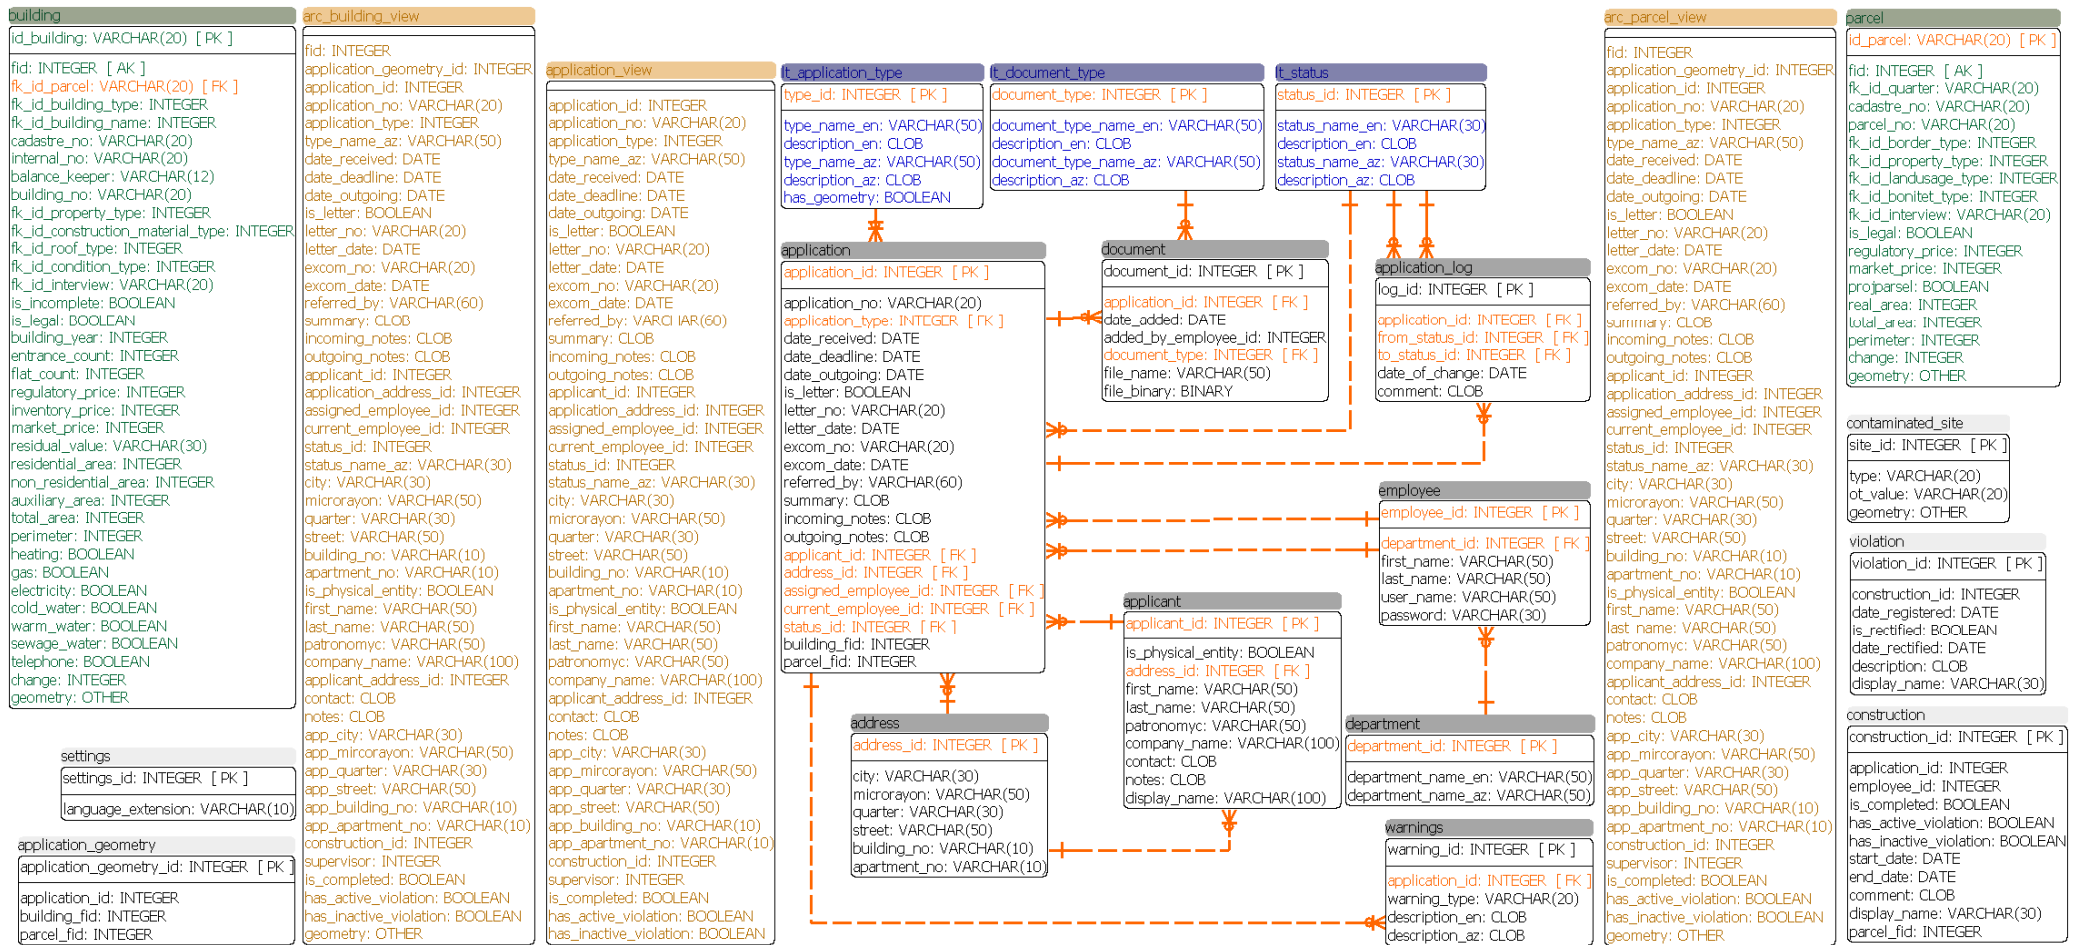 building
id_building: VARCHAR(20) [ PK ]
fid: INTEGER [ AK ]
fk_id_parcel: VARCHAR(20) [ FK ]
fk_id_building_type: INTEGER
fk_id_building_name: INTEGER
cadastre_no: VARCHAR(20)
internal_no: VARCHAR(20)
balance_keeper: VARCHAR(12)
building_no: VARCHAR(20)
fk_id_property_type: INTEGER
fk_id_construction_material_type: INTEGER
fk_id_roof_type: INTEGER
fk_id_condition_type: INTEGER
fk_id_interview: VARCHAR(20)
is_incomplete: BOOLEAN
is_legal: BOOLEAN
building_year: INTEGER
entrance_count: INTEGER
flat_count: INTEGER
regulatory_price: INTEGER
inventory_price: INTEGER
market_price: INTEGER
residual_value: VARCHAR(30)
residential_area: INTEGER
non_residential_area: INTEGER
auxiliary_area: INTEGER
total_area: INTEGER
perimeter: INTEGER
heating: BOOLEAN
gas: BOOLEAN
electricity: BOOLEAN
cold_water: BOOLEAN
warm_water: BOOLEAN
sewage_water: BOOLEAN
telephone: BOOLEAN
change: INTEGER
geometry: OTHER
settings
settings_id: INTEGER [ PK ]
language_extension: VARCHAR(10)
application_geometry
application_geometry_id: INTEGER [ PK ]
application_id: INTEGER
building_fid: INTEGER
parcel_fid: INTEGER
arc_building_view
fid: INTEGER
application_geometry_id: INTEGER
application_id: INTEGER
application_no: VARCHAR(20)
application_type: INTEGER
type_name_az: VARCHAR(50)
date_received: DATE
date_deadline: DATE
date_outgoing: DATE
is_letter: BOOLEAN
letter_no: VARCHAR(20)
letter_date: DATE
excom_no: VARCHAR(20)
excom_date: DATE
referred_by: VARCHAR(60)
summary: CLOB
incoming_notes: CLOB
outgoing_notes: CLOB
applicant_id: INTEGER
application_address_id: INTEGER
assigned_employee_id: INTEGER
current_employee_id: INTEGER
status_id: INTEGER
status_name_az: VARCHAR(30)
city: VARCHAR(30)
microrayon: VARCHAR(50)
quarter: VARCHAR(30)
street: VARCHAR(50)
building_no: VARCHAR(10)
apartment_no: VARCHAR(10)
is_physical_entity: BOOLEAN
first_name: VARCHAR(50)
last_name: VARCHAR(50)
patronomyc: VARCHAR(50)
company_name: VARCHAR(100)
applicant_address_id: INTEGER
contact: CLOB
notes: CLOB
app_city: VARCHAR(30)
app_mircorayon: VARCHAR(50)
app_quarter: VARCHAR(30)
app_street: VARCHAR(50)
app_building_no: VARCHAR(10)
app_apartment_no: VARCHAR(10)
construction_id: INTEGER
supervisor: INTEGER
is_completed: BOOLEAN
has_active_violation: BOOLEAN
has_inactive_violation: BOOLEAN
geometry: OTHER
application_view
application_id: INTEGER
application_no: VARCHAR(20)
application_type: INTEGER
type_name_az: VARCHAR(50)
date_received: DATE
date_deadline: DATE
date_outgoing: DATE
is_letter: BOOLEAN
letter_no: VARCHAR(20)
letter_date: DATE
excom_no: VARCHAR(20)
excom_date: DATE
referred_by: VARCHAR(60)
summary: CLOB
incoming_notes: CLOB
outgoing_notes: CLOB
applicant_id: INTEGER
application_address_id: INTEGER
assigned_employee_id: INTEGER
current_employee_id: INTEGER
status_id: INTEGER
status_name_az: VARCHAR(30)
city: VARCHAR(30)
microrayon: VARCHAR(50)
quarter: VARCHAR(30)
street: VARCHAR(50)
building_no: VARCHAR(10)
apartment_no: VARCHAR(10)
is_physical_entity: BOOLEAN
first_name: VARCHAR(50)
last_name: VARCHAR(50)
patronomyc: VARCHAR(50)
company_name: VARCHAR(100)
applicant_address_id: INTEGER
contact: CLOB
notes: CLOB
app_city: VARCHAR(30)
app_mircorayon: VARCHAR(50)
app_quarter: VARCHAR(30)
app_street: VARCHAR(50)
app_building_no: VARCHAR(10)
app_apartment_no: VARCHAR(10)
construction_id: INTEGER
supervisor: INTEGER
is_completed: BOOLEAN
has_active_violation: BOOLEAN
has_inactive_violation: BOOLEAN
lt_application_type
type_id: INTEGER [ PK ]
type_name_en: VARCHAR(50)
description_en: CLOB
type_name_az: VARCHAR(50)
description_az: CLOB
has_geometry: BOOLEAN
lt_document_type
document_type: INTEGER [ PK ]
document_type_name_en: VARCHAR(50)
description_en: CLOB
document_type_name_az: VARCHAR(50)
description_az: CLOB
lt_status
status_id: INTEGER [ PK ]
status_name_en: VARCHAR(30)
description_en: CLOB
status_name_az: VARCHAR(30)
description_az: CLOB
application
application_id: INTEGER [ PK ]
application_no: VARCHAR(20)
application_type: INTEGER [ FK ]
date_received: DATE
date_deadline: DATE
date_outgoing: DATE
is_letter: BOOLEAN
letter_no: VARCHAR(20)
letter_date: DATE
excom_no: VARCHAR(20)
excom_date: DATE
referred_by: VARCHAR(60)
summary: CLOB
incoming_notes: CLOB
outgoing_notes: CLOB
applicant_id: INTEGER [ FK ]
address_id: INTEGER [ FK ]
assigned_employee_id: INTEGER [ FK ]
current_employee_id: INTEGER [ FK ]
status_id: INTEGER [ FK ]
building_fid: INTEGER
parcel_fid: INTEGER
document
document_id: INTEGER [ PK ]
application_id: INTEGER [ FK ]
date_added: DATE
added_by_employee_id: INTEGER
document_type: INTEGER [ FK ]
file_name: VARCHAR(50)
file_binary: BINARY
application_log
log_id: INTEGER [ PK ]
application_id: INTEGER [ FK ]
from_status_id: INTEGER [ FK ]
to_status_id: INTEGER [ FK ]
date_of_change: DATE
comment: CLOB
employee
employee_id: INTEGER [ PK ]
department_id: INTEGER [ FK ]
first_name: VARCHAR(50)
last_name: VARCHAR(50)
user_name: VARCHAR(50)
password: VARCHAR(30)
applicant
applicant_id: INTEGER [ PK ]
is_physical_entity: BOOLEAN
address_id: INTEGER [ FK ]
first_name: VARCHAR(50)
last_name: VARCHAR(50)
patronomyc: VARCHAR(50)
company_name: VARCHAR(100)
contact: CLOB
notes: CLOB
display_name: VARCHAR(100)
address
address_id: INTEGER [ PK ]
city: VARCHAR(30)
microrayon: VARCHAR(50)
quarter: VARCHAR(30)
street: VARCHAR(50)
building_no: VARCHAR(10)
apartment_no: VARCHAR(10)
department
department_id: INTEGER [ PK ]
department_name_en: VARCHAR(50)
department_name_az: VARCHAR(50)
warnings
warning_id: INTEGER [ PK ]
application_id: INTEGER [ FK ]
warning_type: VARCHAR(20)
description_en: CLOB
description_az: CLOB
arc_parcel_view
fid: INTEGER
application_geometry_id: INTEGER
application_id: INTEGER
application_no: VARCHAR(20)
application_type: INTEGER
type_name_az: VARCHAR(50)
date_received: DATE
date_deadline: DATE
date_outgoing: DATE
is_letter: BOOLEAN
letter_no: VARCHAR(20)
letter_date: DATE
excom_no: VARCHAR(20)
excom_date: DATE
referred_by: VARCHAR(60)
summary: CLOB
incoming_notes: CLOB
outgoing_notes: CLOB
applicant_id: INTEGER
application_address_id: INTEGER
assigned_employee_id: INTEGER
current_employee_id: INTEGER
status_id: INTEGER
status_name_az: VARCHAR(30)
city: VARCHAR(30)
microrayon: VARCHAR(50)
quarter: VARCHAR(30)
street: VARCHAR(50)
building_no: VARCHAR(10)
apartment_no: VARCHAR(10)
is_physical_entity: BOOLEAN
first_name: VARCHAR(50)
last_name: VARCHAR(50)
patronomyc: VARCHAR(50)
company_name: VARCHAR(100)
applicant_address_id: INTEGER
contact: CLOB
notes: CLOB
app_city: VARCHAR(30)
app_mircorayon: VARCHAR(50)
app_quarter: VARCHAR(30)
app_street: VARCHAR(50)
app_building_no: VARCHAR(10)
app_apartment_no: VARCHAR(10)
construction_id: INTEGER
supervisor: INTEGER
is_completed: BOOLEAN
has_active_violation: BOOLEAN
has_inactive_violation: BOOLEAN
geometry: OTHER
parcel
id_parcel: VARCHAR(20) [ PK ]
fid: INTEGER [ AK ]
fk_id_quarter: VARCHAR(20)
cadastre_no: VARCHAR(20)
parcel_no: VARCHAR(20)
fk_id_border_type: INTEGER
fk_id_property_type: INTEGER
fk_id_landusage_type: INTEGER
fk_id_bonitet_type: INTEGER
fk_id_interview: VARCHAR(20)
is_legal: BOOLEAN
regulatory_price: INTEGER
market_price: INTEGER
projparsel: BOOLEAN
real_area: INTEGER
total_area: INTEGER
perimeter: INTEGER
change: INTEGER
geometry: OTHER
contaminated_site
site_id: INTEGER [ PK ]
type: VARCHAR(20)
ot_value: VARCHAR(20)
geometry: OTHER
violation
violation_id: INTEGER [ PK ]
construction_id: INTEGER
date_registered: DATE
is_rectified: BOOLEAN
date_rectified: DATE
description: CLOB
display_name: VARCHAR(30)
construction
construction_id: INTEGER [ PK ]
application_id: INTEGER
employee_id: INTEGER
is_completed: BOOLEAN
has_active_violation: BOOLEAN
has_inactive_violation: BOOLEAN
start_date: DATE
end_date: DATE
comment: CLOB
display_name: VARCHAR(30)
parcel_fid: INTEGER